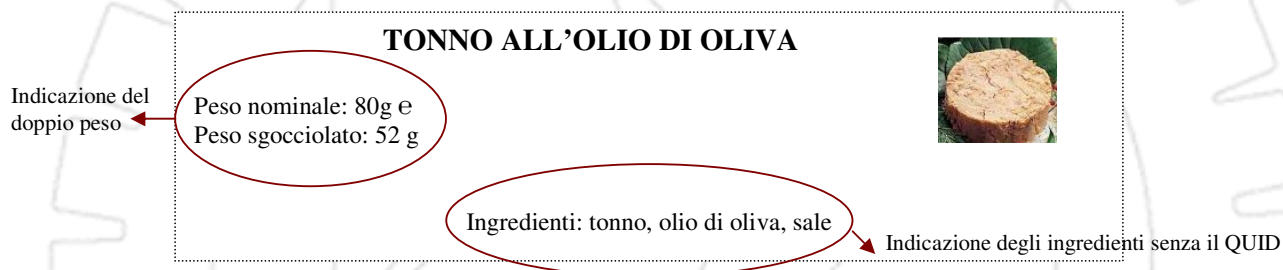 TONNO ALL’OLIO DI OLIVA
Indicazione del
doppio peso
Peso nominale: 80g ℮
Peso sgocciolato: 52 g
Ingredienti: tonno, olio di oliva, sale
Indicazione degli ingredienti senza il QUID